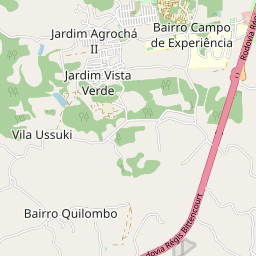 Jardim Agrochá
II
Bairro Campo
de Experiência
Jardim Vista
Verde
Vila Ussuki
Bairro Quilombo
Rodovia Régis Bittencourt